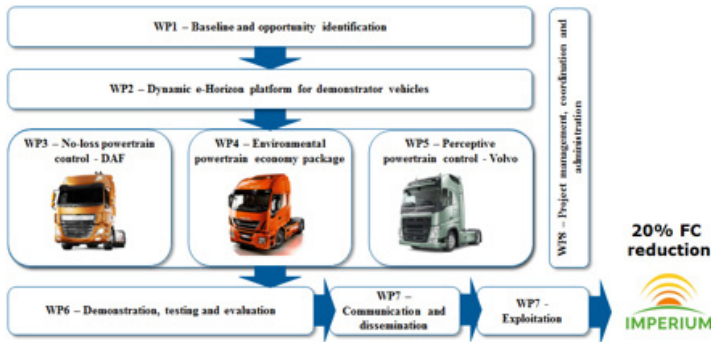 WP1 – Baseline and opportunity identification
WP2 – Dynamic e-Horizon platform for demonstrator vehicles
WP3 – No-loss powertrain
control - DAF
WP4 – Environmental
powertrain economy package
WP5 – Perceptive
powertrain control - Volvo
WP6 – Demonstration, testing and evaluation
WP7 –
Communication and
dissemination
WP7 -
Exploitation
WP8 – Project management, coordination and
administration
20% FC
reduction
IMPERIUM